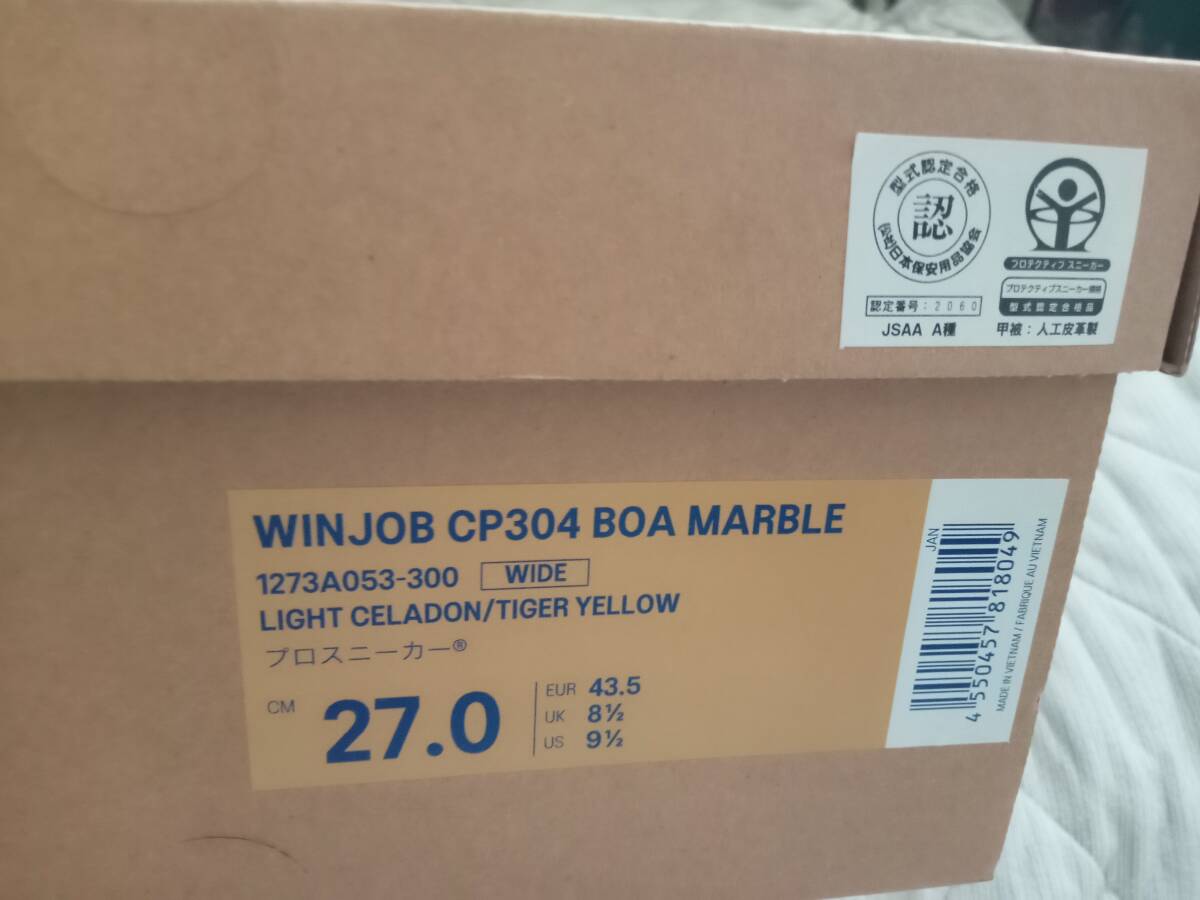 型式認定合格
認
(公社)日本保安用品協会
認定番号:2060
JSAA A種
プロテクティブ スニーカー
プロテクティブスニーカー規格
型式認定合格品
甲被:人工皮革製
WINJOB CP304 BOA MARBLE
1273A053-300 WIDE
LIGHT CELADON/TIGER YELLOW
プロスニーカー®
CM 27.0
EUR 43.5
UK 8½
US 9½
JAN
4 550457 818049
MADE IN VIETNAM / FABRIQUE AU VIETNAM